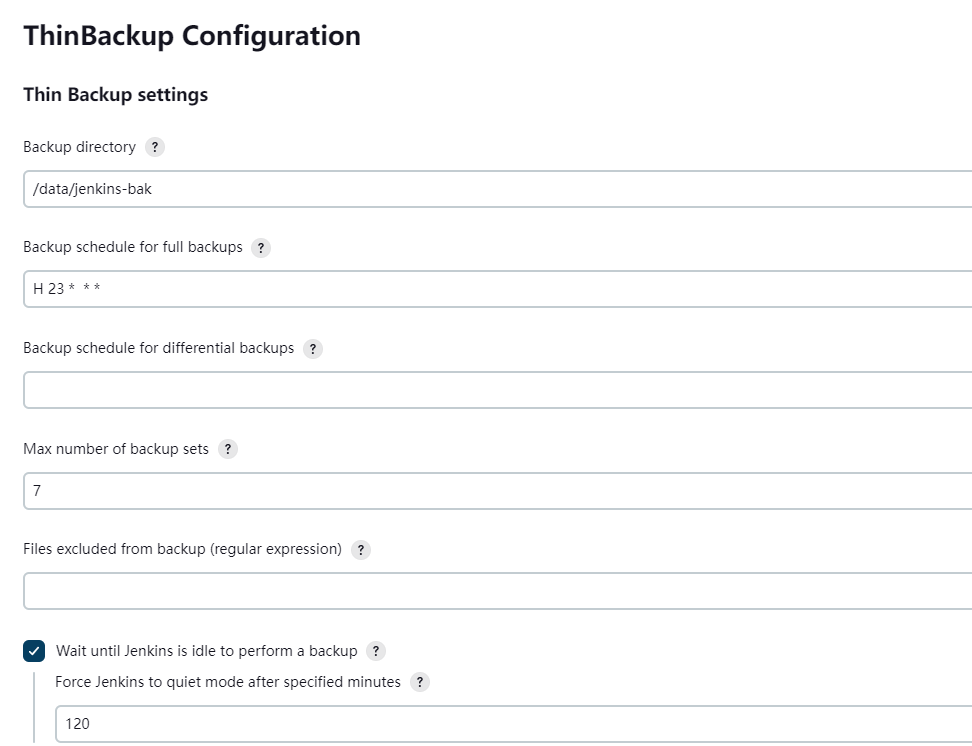 ThinBackup Configuration
Thin Backup settings
Backup directory ?
/data/jenkins-bak
Backup schedule for full backups ?
H 23 *  * *
Backup schedule for differential backups ?
Max number of backup sets ?
7
Files excluded from backup (regular expression) ?
Wait until Jenkins is idle to perform a backup ?
Force Jenkins to quiet mode after specified minutes ?
120